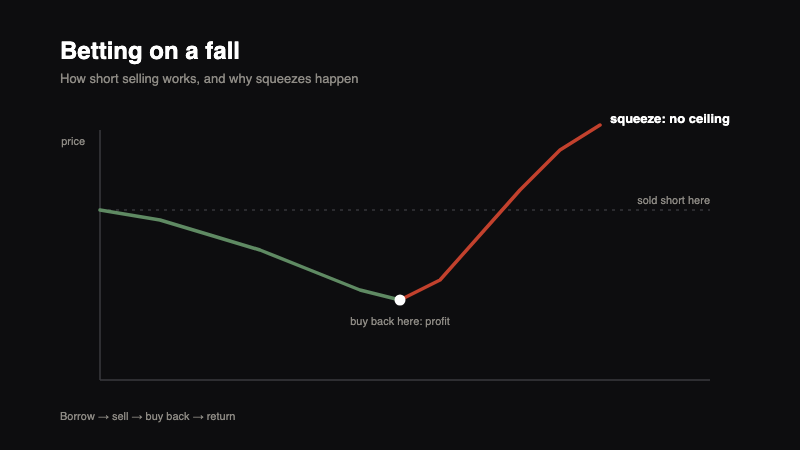 Betting on a fall
How short selling works, and why squeezes happen
squeeze: no celling
price
sold short here
buy back here: profit
Borrow → sell → buy back → return